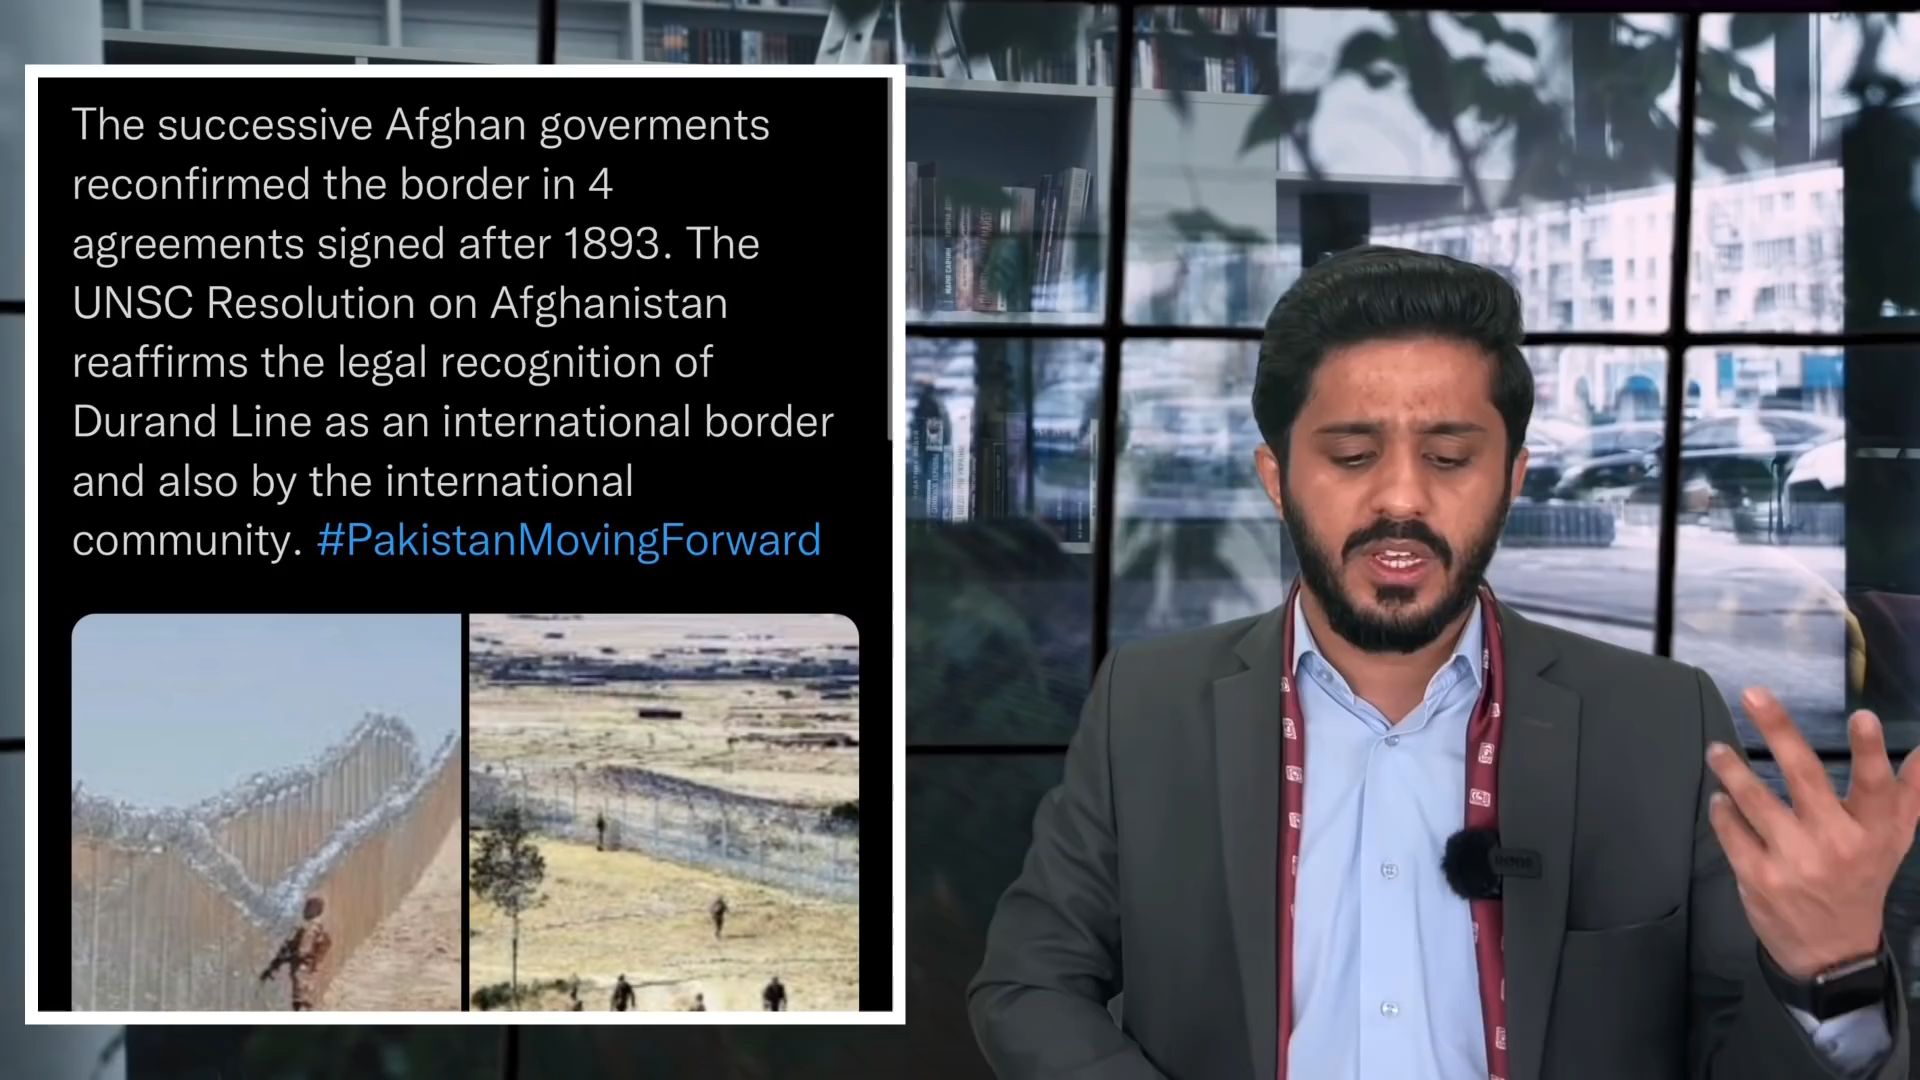 The successive Afghan goverments
reconfirmed the border in 4
agreements signed after 1893. The
UNSC Resolution on Afghanistan
reaffirms the legal recognition of
Durand Line as an international border
and also by the international
community. #PakistanMovingForward